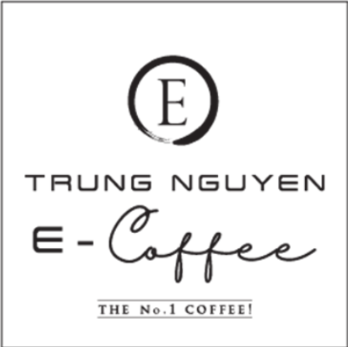 E
TRUNG NGUYEN
E - Coffee
THE No.1 COFFEE!